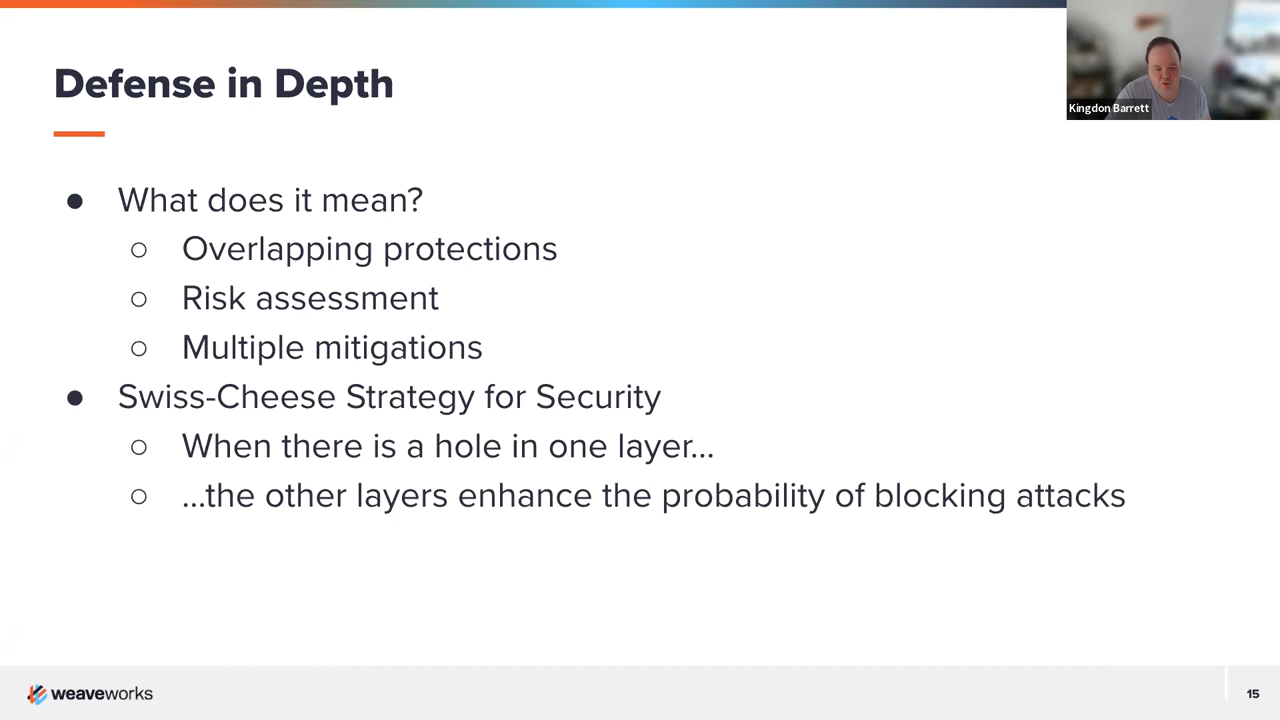 Defense in Depth
Kingdon Barrett
● What does it mean?
○ Overlapping protections
○ Risk assessment
○ Multiple mitigations
● Swiss-Cheese Strategy for Security
○ When there is a hole in one layer...
○ ...the other layers enhance the probability of blocking attacks
weaveworks
15